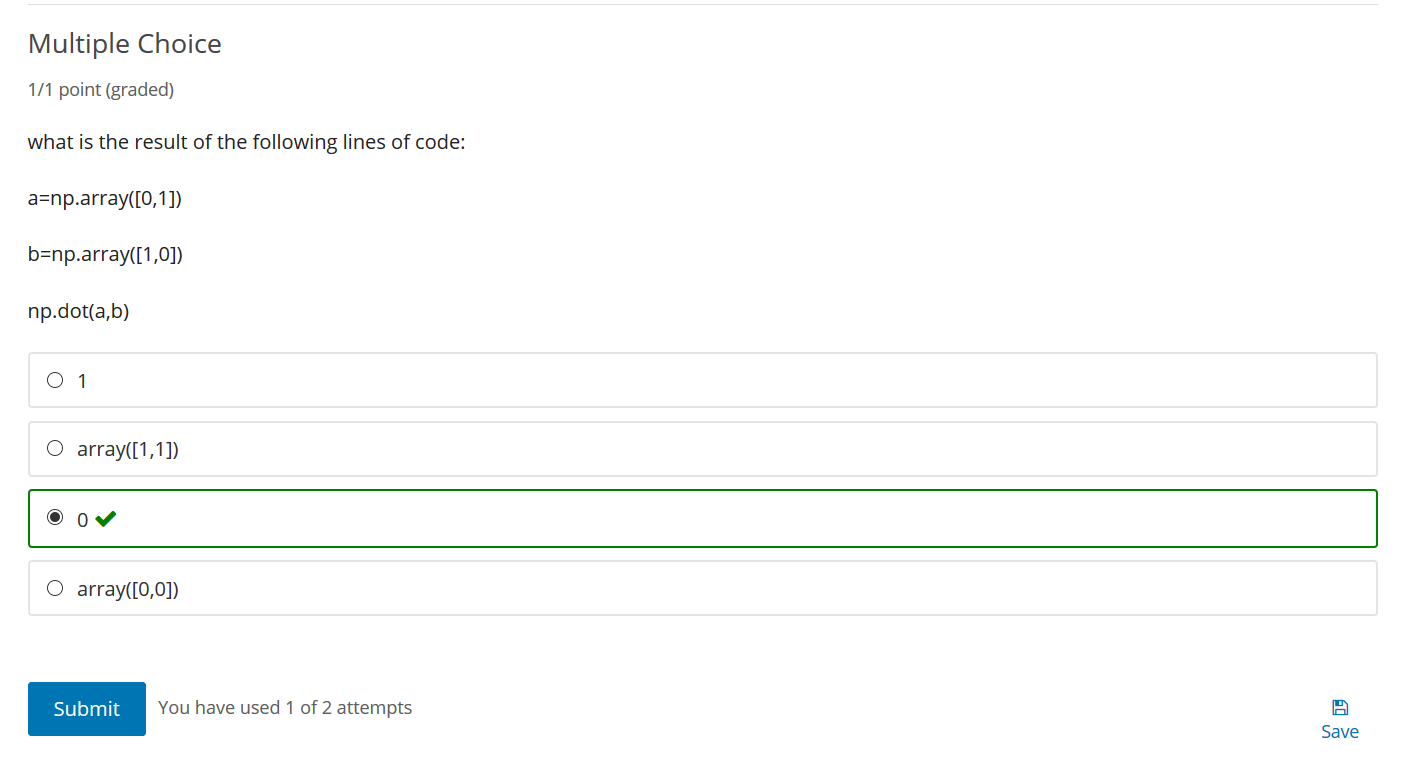 Multiple Choice
1/1 point (graded)
what is the result of the following lines of code:
a=np.array([0,1])
b=np.array([1,0])
np.dot(a,b)
1
array([1,1])
0
array([0,0])
Submit
You have used 1 of 2 attempts
Save